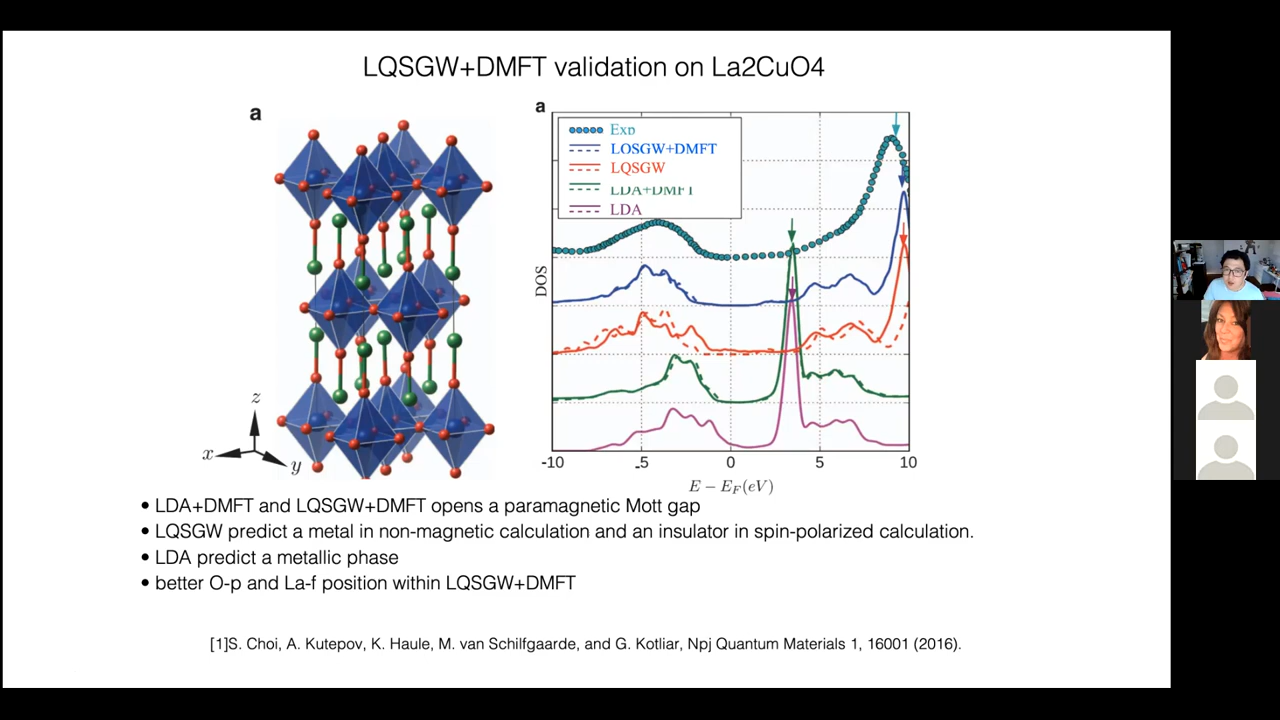 LQSGW+DMFT validation on La2CuO4
a
z
x
y
a
Exp
LQSGW+DMFT
LQSGW
LDA+DMFT
LDA
DOS
-10
-5
0
5
10
E − E_F(eV)
• LDA+DMFT and LQSGW+DMFT opens a paramagnetic Mott gap
• LQSGW predict a metal in non-magnetic calculation and an insulator in spin-polarized calculation.
• LDA predict a metallic phase
• better O-p and La-f position within LQSGW+DMFT
[1]S. Choi, A. Kutepov, K. Haule, M. van Schilfgaarde, and G. Kotliar, Npj Quantum Materials 1, 16001 (2016).